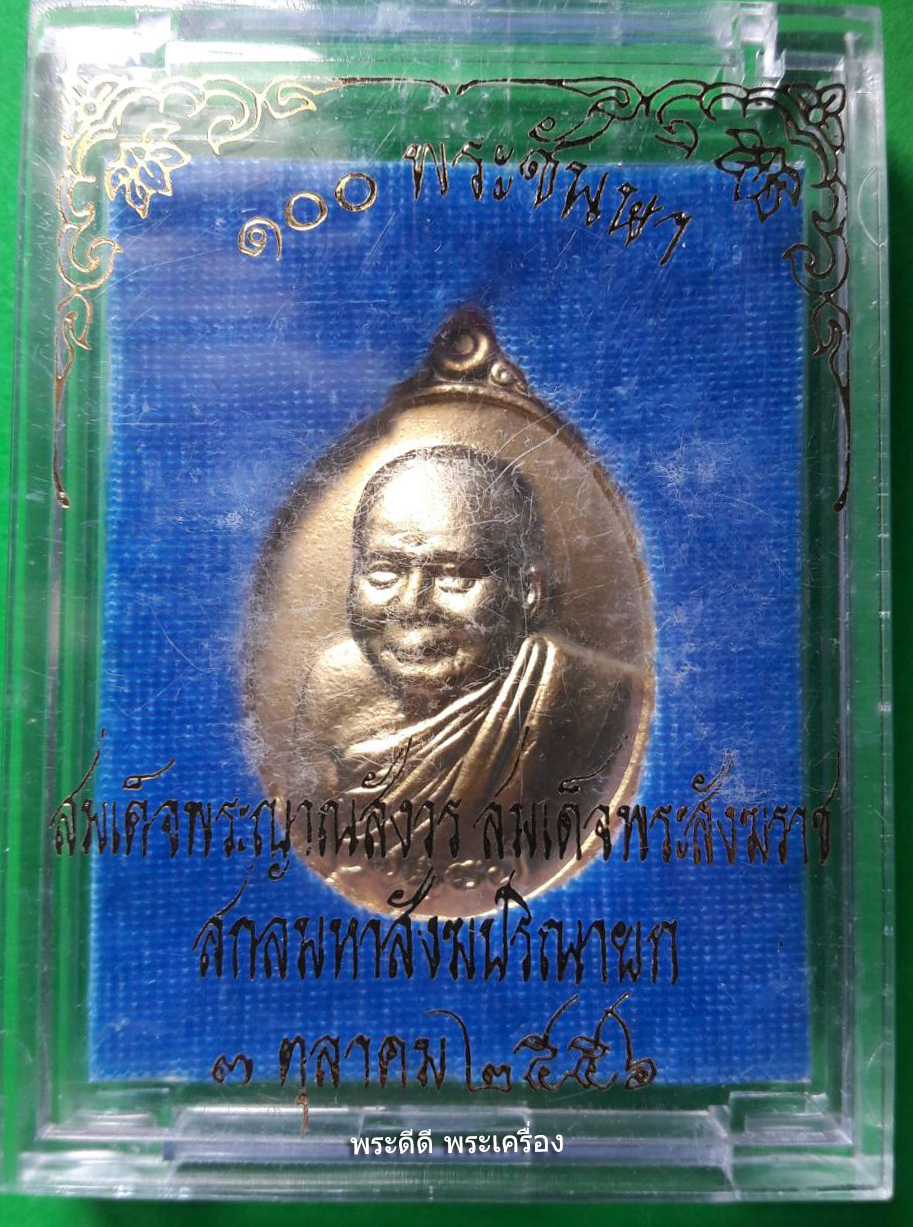 ๑๐๐ พระชันษา
สมเด็จพระญาณสังวร สมเด็จพระสังฆราช
สกลมหาสังฆปริณายก
๓ ตุลาคม ๒๕๕๖
พระดีดี พระเครื่อง